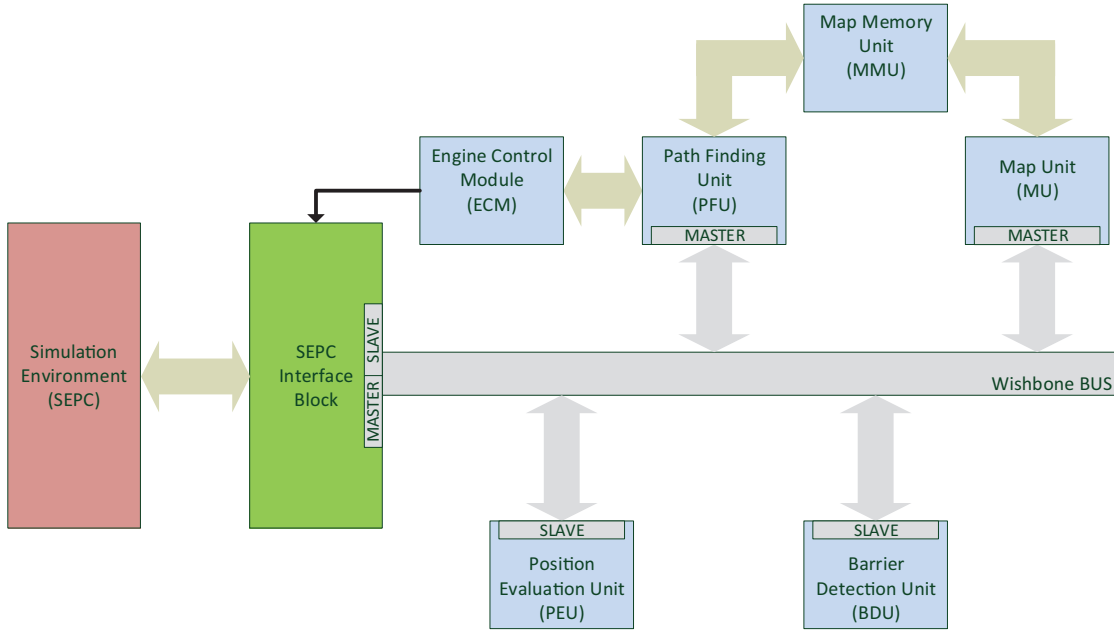 Map Memory
Unit
(MMU)
Engine Control
Module
(ECM)
Path Finding
Unit
(PFU)
MASTER
Map Unit
(MU)
MASTER
Simulation
Environment
(SEPC)
SEPC
Interface
Block
SLAVE
MASTER
Wishbone BUS
SLAVE
Position
Evaluation Unit
(PEU)
SLAVE
Barrier
Detection Unit
(BDU)